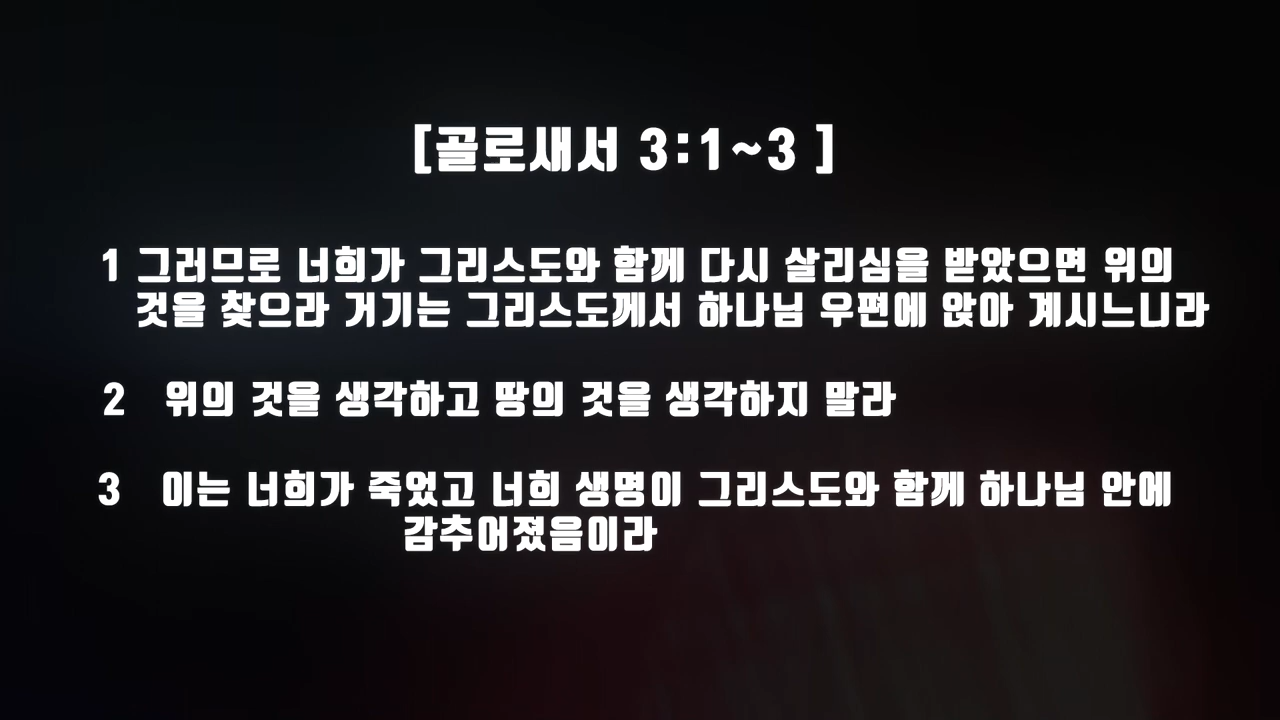 [골로새서 3:1~3 ]
1 그러므로 너희가 그리스도와 함께 다시 살리심을 받았으면 위의
것을 찾으라 거기는 그리스도께서 하나님 우편에 앉아 계시느니라
2 위의 것을 생각하고 땅의 것을 생각하지 말라
3 이는 너희가 죽었고 너희 생명이 그리스도와 함께 하나님 안에
감추어졌음이라